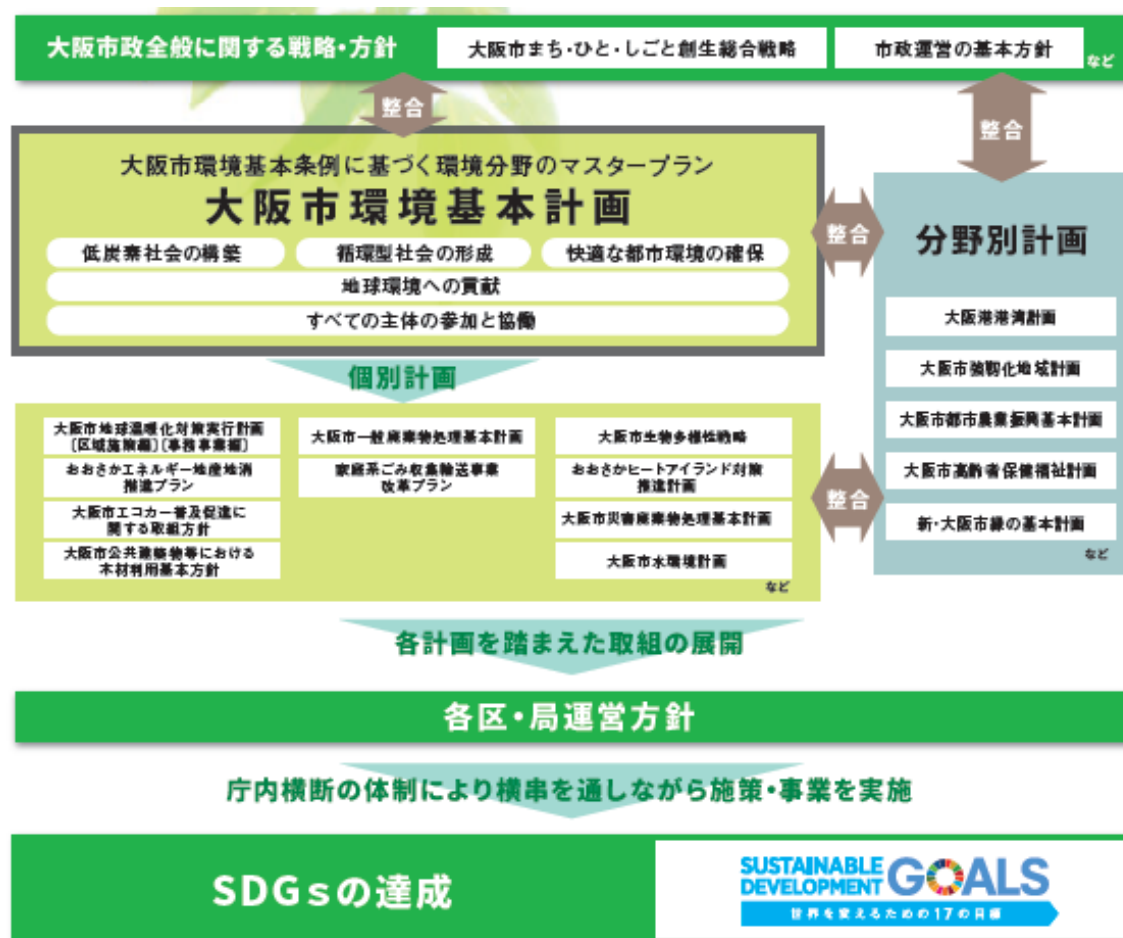 大阪市政全般に関する戦略・方針
大阪市まち・ひと・しごと創生総合戦略
市政運営の基本方針
など
整合
整合
大阪市環境基本条例に基づく環境分野のマスタープラン
大阪市環境基本計画
低炭素社会の構築
循環型社会の形成
快適な都市環境の確保
地球環境への貢献
すべての主体の参加と協働
整合
分野別計画
大阪港港湾計画
大阪市強靭化地域計画
大阪市都市農業振興基本計画
大阪市高齢者保健福祉計画
新・大阪市緑の基本計画
など
個別計画
大阪市地球温暖化対策実行計画
〔区域施策編〕〔事務事業編〕
おおさかエネルギー地産地消
推進プラン
大阪市エコカー普及促進に
関する取組方針
大阪市公共建築物等における
木材利用基本方針
大阪市一般廃棄物処理基本計画
家庭系ごみ収集輸送事業
改革プラン
大阪市生物多様性戦略
おおさかヒートアイランド対策
推進計画
大阪市災害廃棄物処理基本計画
大阪市水環境計画
など
整合
各計画を踏まえた取組の展開
各区・局運営方針
庁内横断の体制により横串を通しながら施策・事業を実施
SDGsの達成
SUSTAINABLE
DEVELOPMENT
GOALS
世界を変えるための17の目標